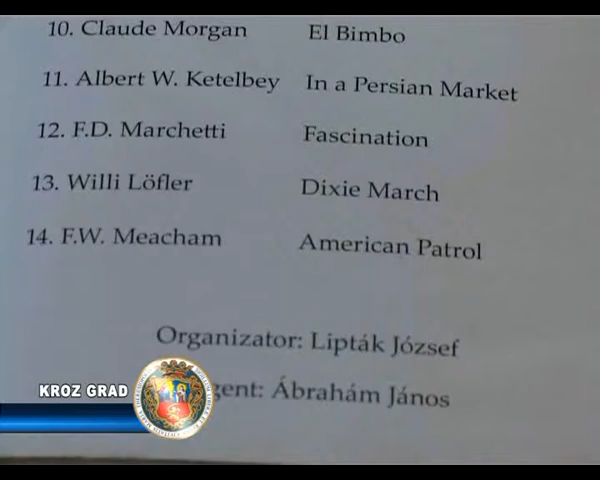 10. Claude Morgan El Bimbo
11. Albert W. Ketelbey In a Persian Market
12. F.D. Marchetti Fascination
13. Willi Löfler Dixie March
14. F.W. Meacham American Patrol
Organizator: Lipták József
gent: Ábrahám János
KROZ GRAD